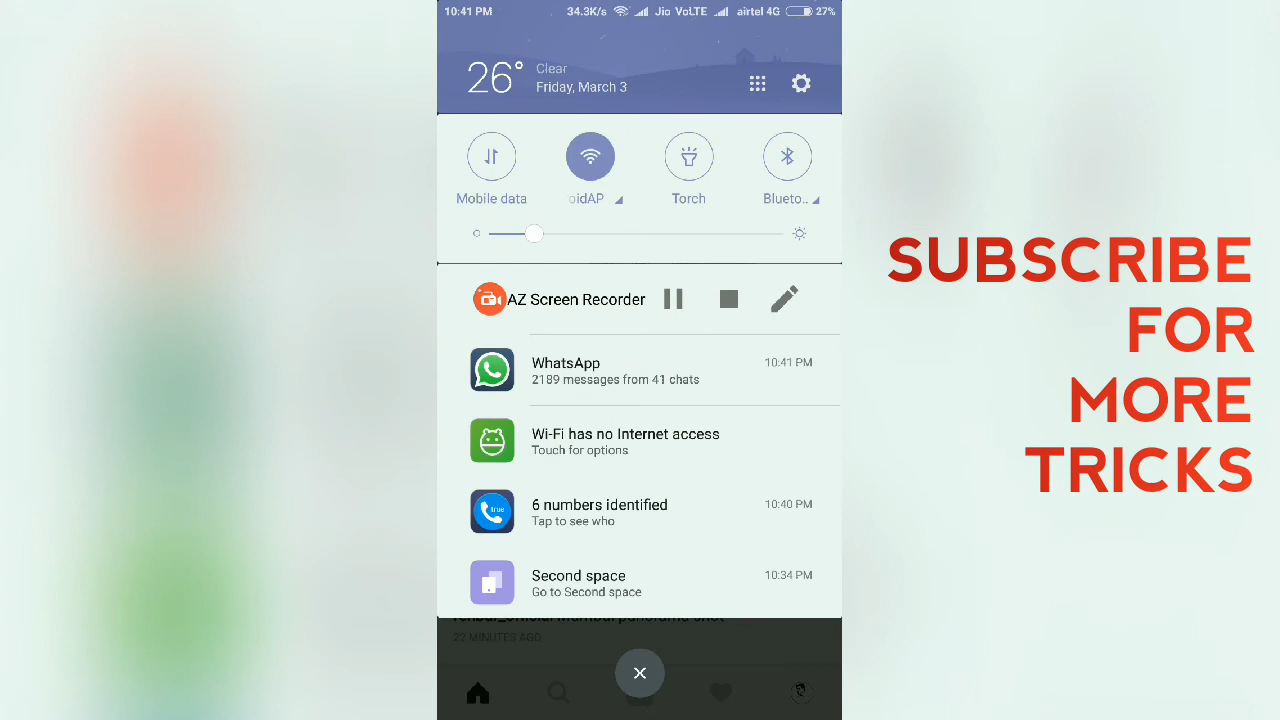 10:41 PM 34.3K/s Jio VoLTE airtel 4G 27%
26° Clear
Friday, March 3
Mobile data oidAP Torch Blueto..
AZ Screen Recorder
WhatsApp 10:41 PM
2189 messages from 41 chats
Wi-Fi has no Internet access
Touch for options
true
6 numbers identified 10:40 PM
Tap to see who
Second space 10:34 PM
Go to Second space
22 MINUTES AGO
SUBSCRIBE
FOR
MORE
TRICKS